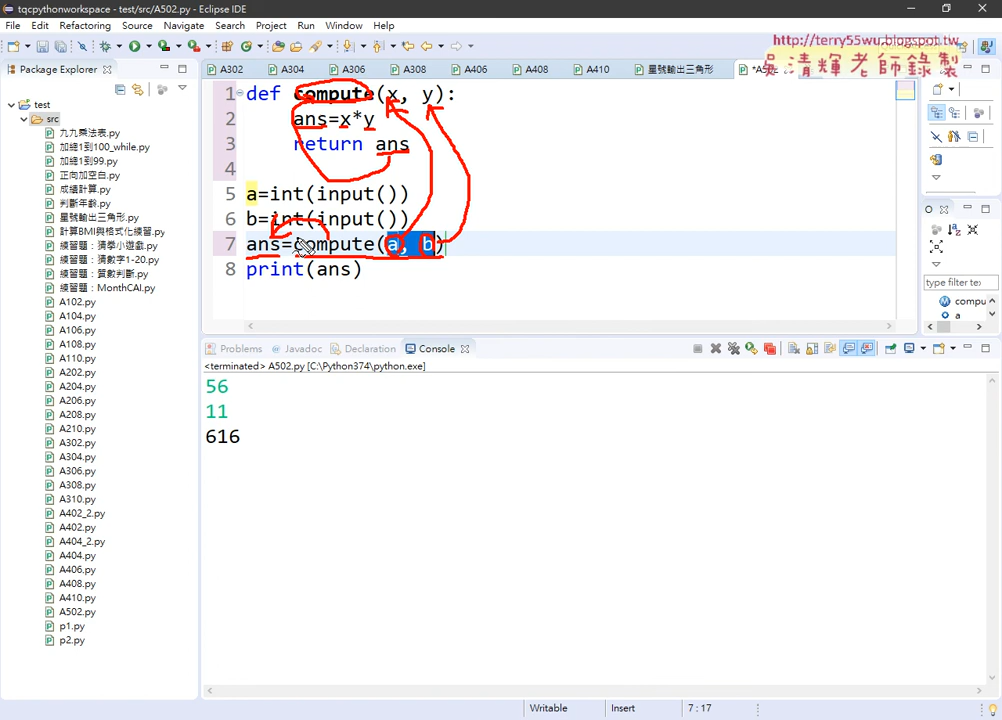 tqcpythonworkspace - test/src/A502.py - Eclipse IDE
File Edit Refactoring Source Navigate Search Project Run Window Help
http://terry55wu.blogspot.tw
吳清輝老師錄製
Package Explorer
A302 A304 A306 A308 A406 A408 A410 星號輸出三角形
test
src
九九乘法表.py
加總1到100_while.py
加總1到99.py
正向加空白.py
成績計算.py
判斷年齡.py
星號輸出三角形.py
計算BMI與格式化練習.py
練習題：猜拳小遊戲.py
練習題：猜數字1-20.py
練習題：質數判斷.py
練習題：MonthCAI.py
A102.py
A104.py
A106.py
A108.py
A110.py
A202.py
A204.py
A206.py
A208.py
A210.py
A302.py
A304.py
A306.py
A308.py
A310.py
A402_2.py
A402.py
A404_2.py
A404.py
A406.py
A408.py
A410.py
A502.py
p1.py
p2.py
1 def compute(x, y):
2 ans=x*y
3 return ans
4
5 a=int(input())
6 b=int(input())
7 ans=compute(a, b)
8 print(ans)
type filter tex
compu
a
Problems Javadoc Declaration Console
<terminated> A502.py [C:\Python374\python.exe]
56
11
616
Writable Insert 7 : 17